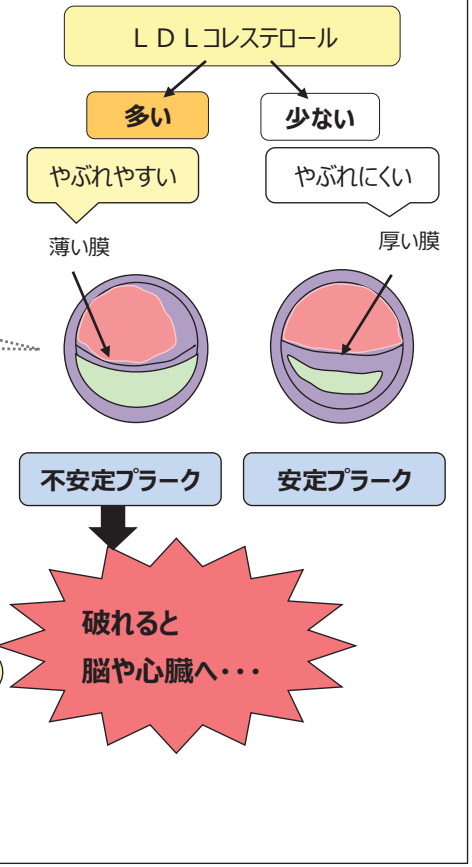 ＬＤＬコレステロール
多い
少ない
やぶれやすい
やぶれにくい
薄い膜
厚い膜
不安定プラーク
安定プラーク
破れると
脳や心臓へ・・・